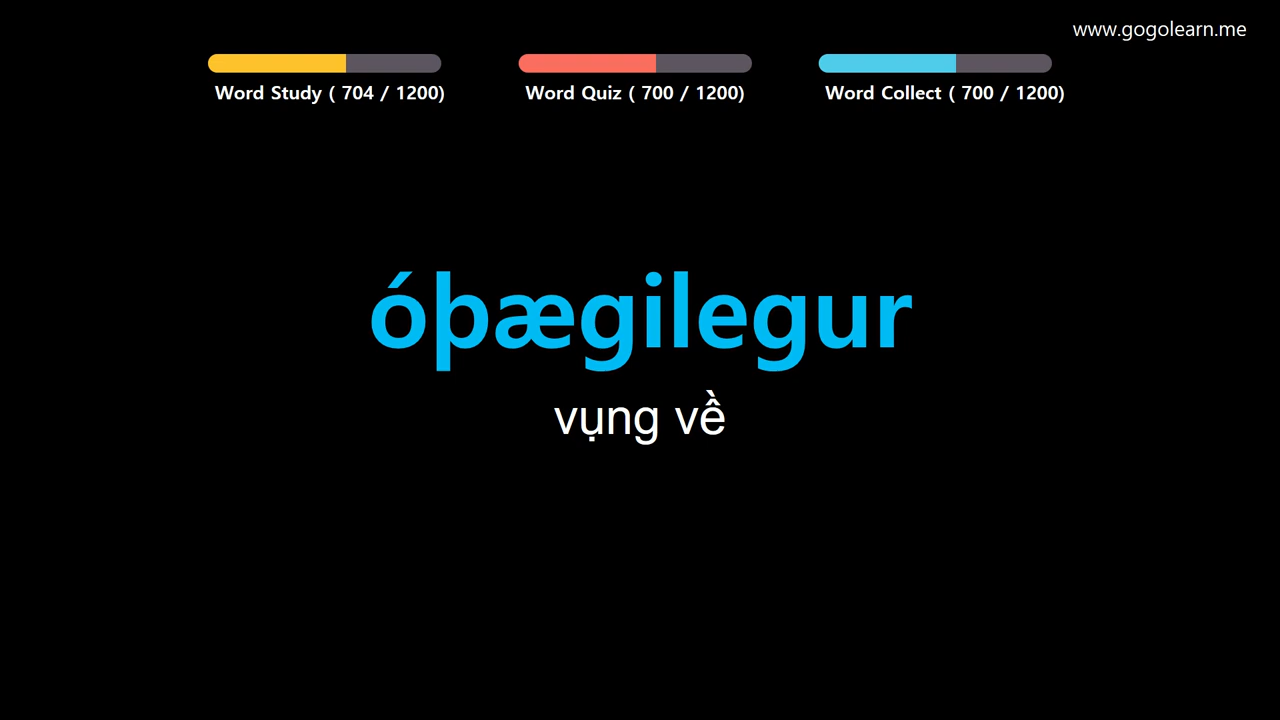 www.gogolearn.me
Word Study ( 704 / 1200)
Word Quiz ( 700 / 1200)
Word Collect ( 700 / 1200)
óþægilegur
vụng về